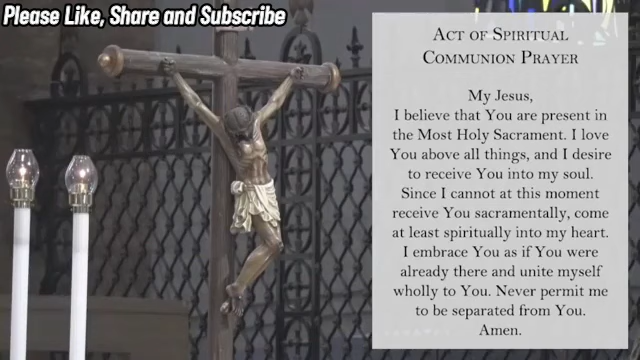 Please Like, Share and Subscribe
Act of Spiritual
Communion Prayer
My Jesus,
I believe that You are present in
the Most Holy Sacrament. I love
You above all things, and I desire
to receive You into my soul.
Since I cannot at this moment
receive You sacramentally, come
at least spiritually into my heart.
I embrace You as if You were
already there and unite myself
wholly to You. Never permit me
to be separated from You.
Amen.